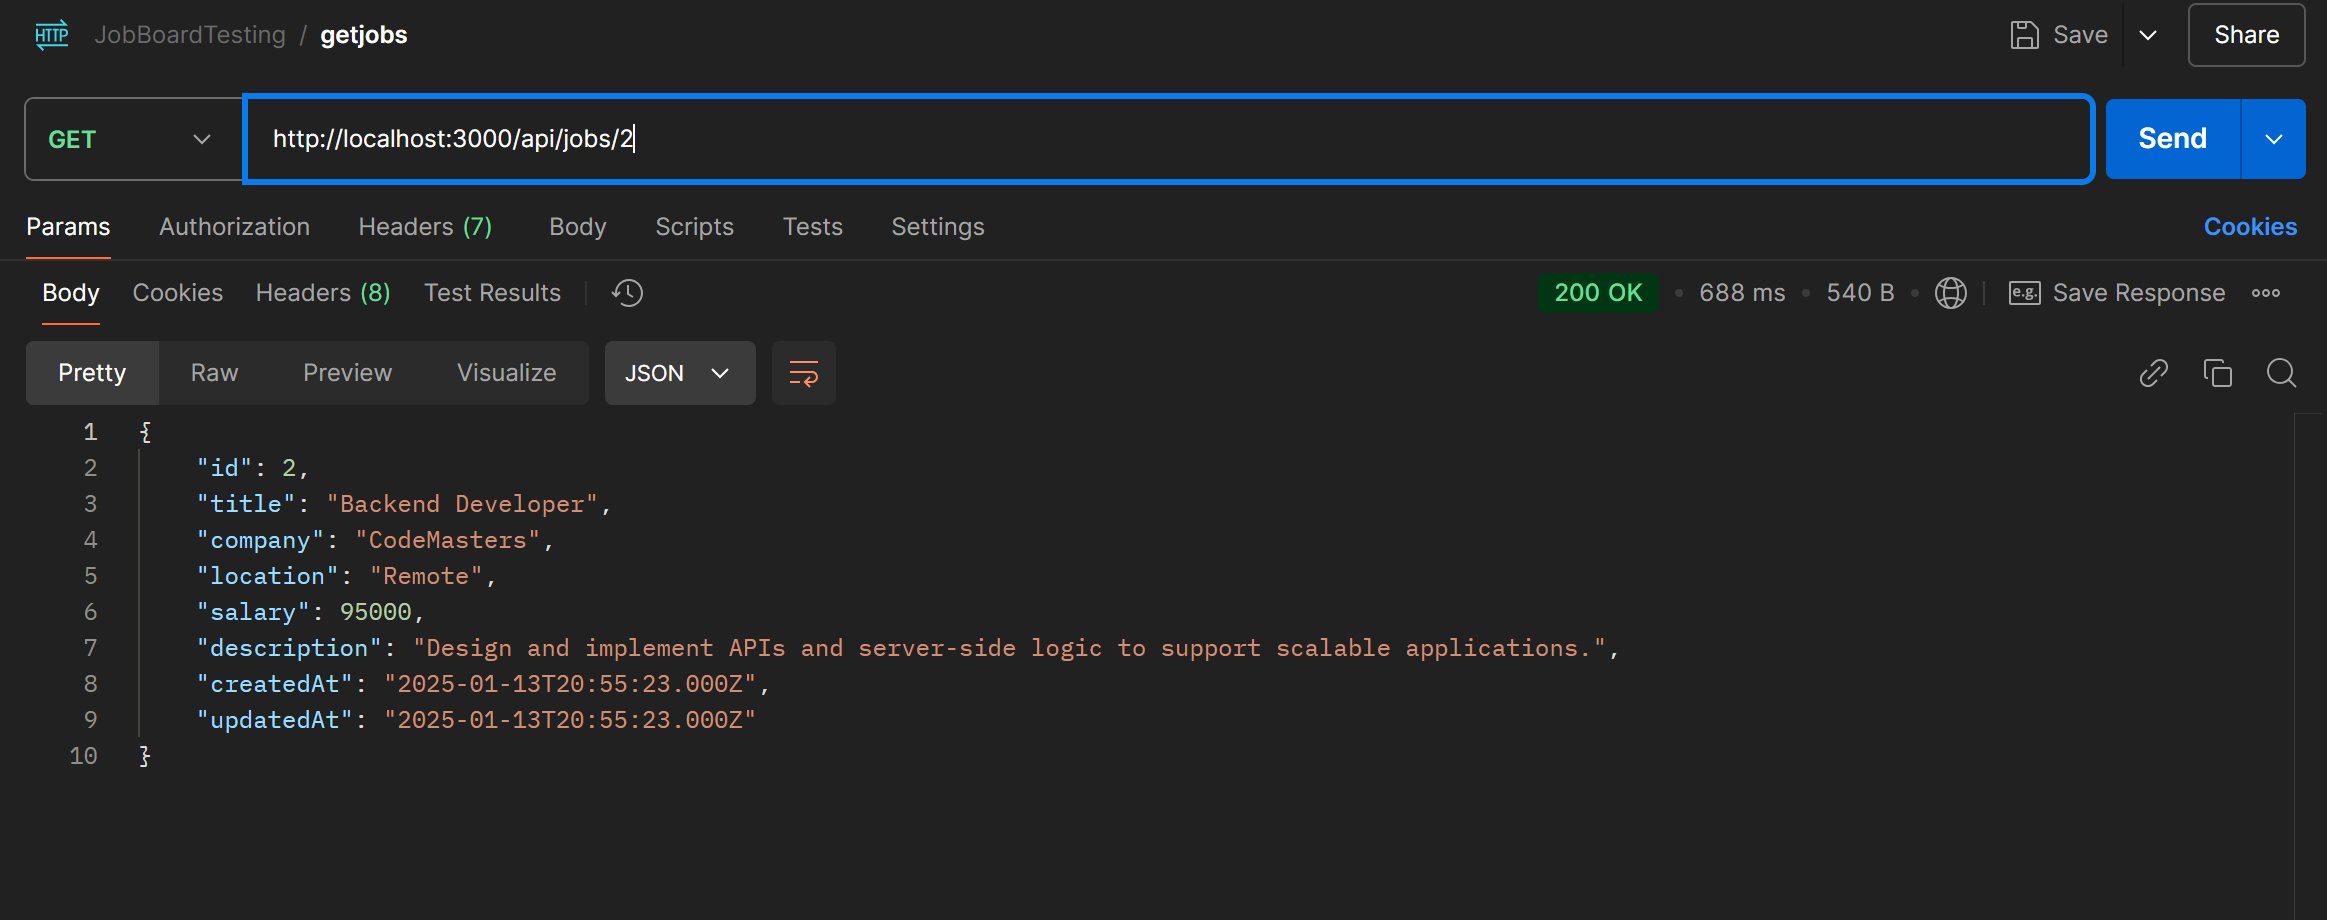 HTTP JobBoardTesting / getjobs Save Share
GET http://localhost:3000/api/jobs/2 Send
Params Authorization Headers (7) Body Scripts Tests Settings Cookies
Body Cookies Headers (8) Test Results 200 OK • 688 ms • 540 B • e.g. Save Response
Pretty Raw Preview Visualize JSON
1 {
2 "id": 2,
3 "title": "Backend Developer",
4 "company": "CodeMasters",
5 "location": "Remote",
6 "salary": 95000,
7 "description": "Design and implement APIs and server-side logic to support scalable applications.",
8 "createdAt": "2025-01-13T20:55:23.000Z",
9 "updatedAt": "2025-01-13T20:55:23.000Z"
10 }